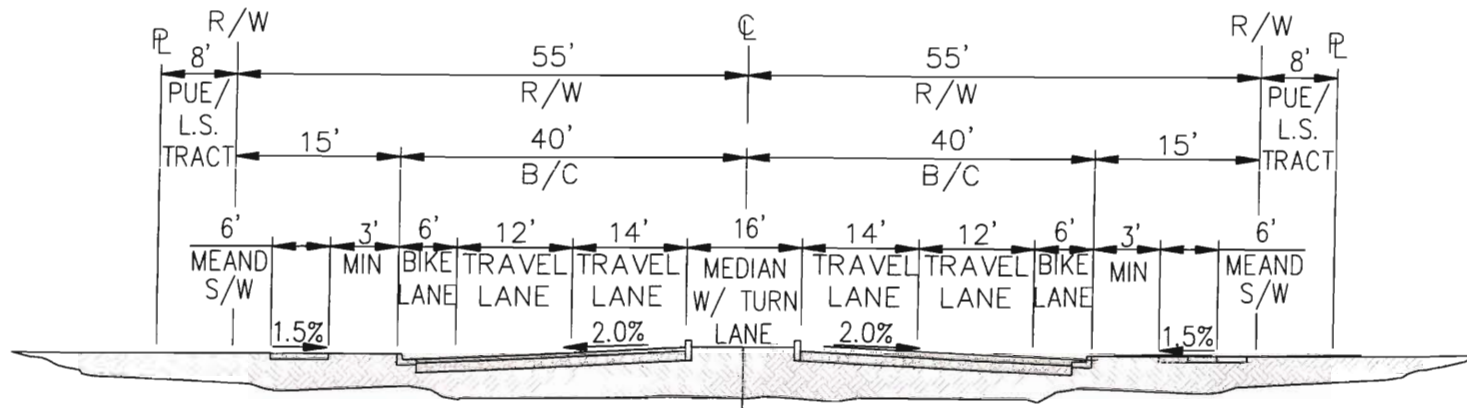 R/W ℄ R/W
℄ ℄
8' 55' 55' 8'
PUE/ R/W R/W PUE/
L.S. L.S.
TRACT 15' 40' 40' 15' TRACT
B/C B/C
6' 3' 6' 12' 14' 16' 14' 12' 6' 3' 6'
MEAND MIN BIKE TRAVEL TRAVEL MEDIAN TRAVEL TRAVEL BIKE MIN MEAND
S/W LANE LANE LANE W/ TURN LANE LANE LANE S/W
1.5% 2.0% LANE 2.0% 1.5%